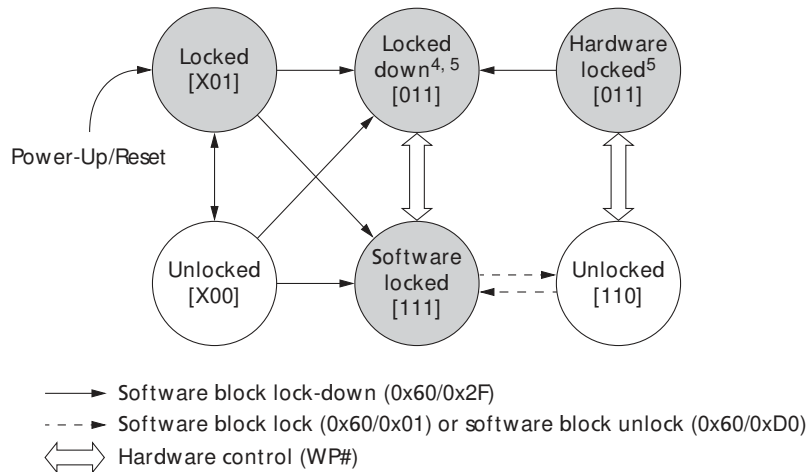 Locked
[X01]
Locked
down4, 5
[011]
Hardware
locked5
[011]
Power-Up/Reset
Unlocked
[X00]
Software
locked
[111]
Unlocked
[110]
Software block lock-down (0x60/0x2F)
Software block lock (0x60/0x01) or software block unlock (0x60/0xD0)
Hardware control (WP#)